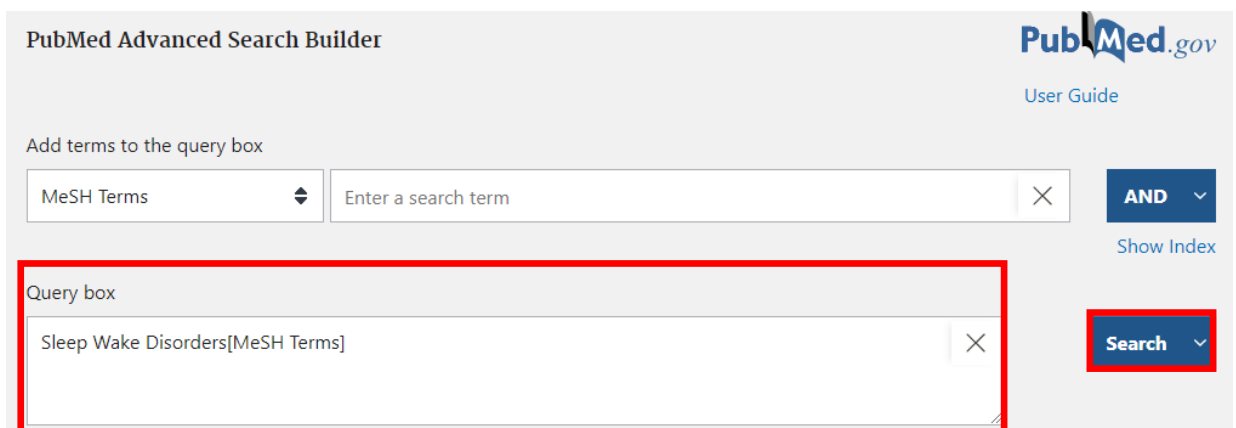 PubMed Advanced Search Builder
PubMed.gov
User Guide
Add terms to the query box
MeSH Terms
Enter a search term
AND
Show Index
Query box
Sleep Wake Disorders[MeSH Terms]
Search